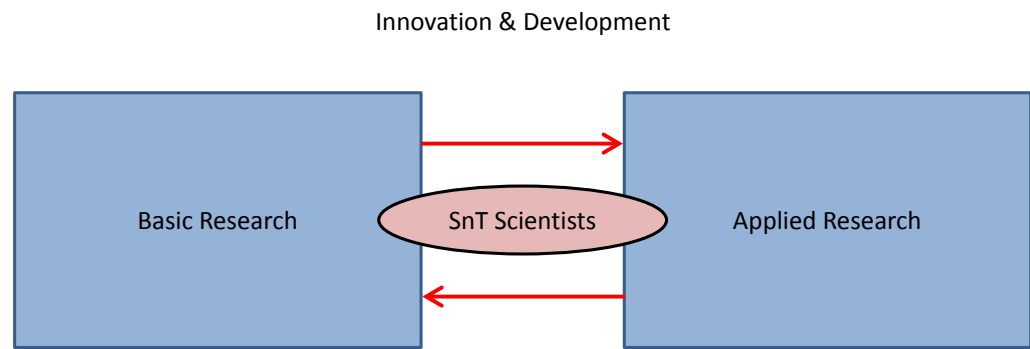 Innovation & Development
Basic Research
SnT Scientists
Applied Research